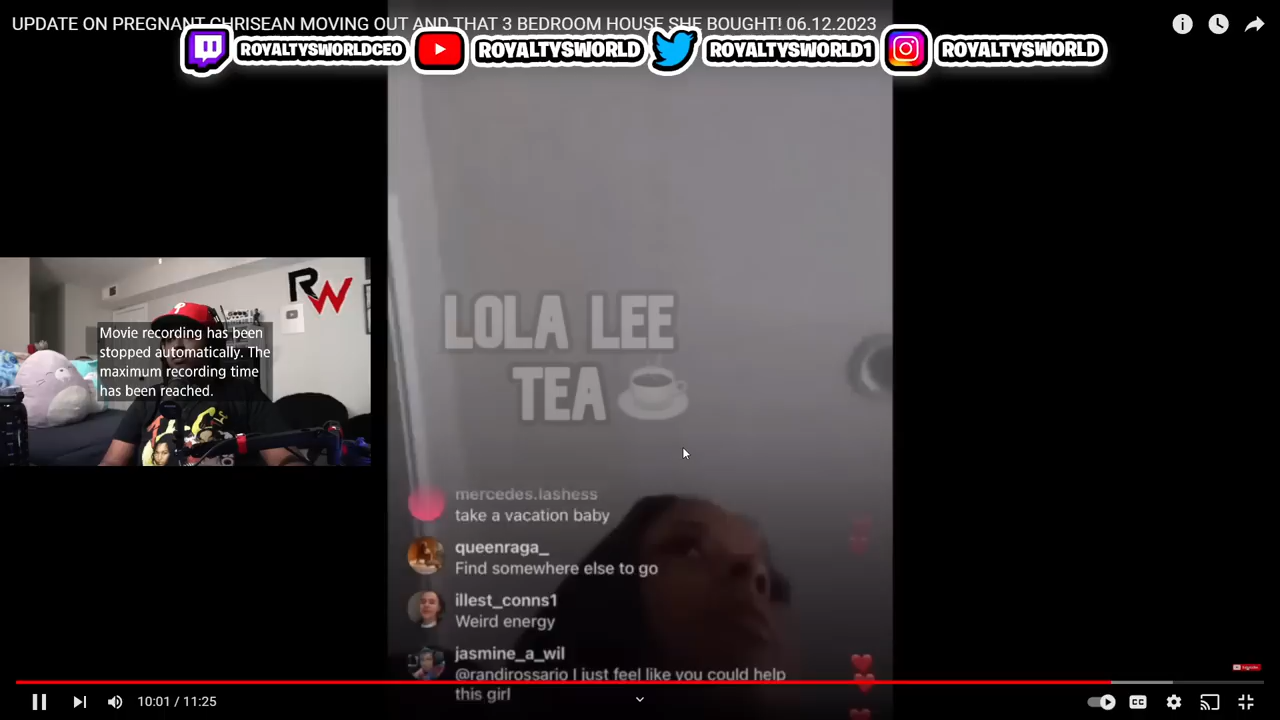 UPDATE ON PREGNANT CHRISEAN MOVING OUT AND THAT 3 BEDROOM HOUSE SHE BOUGHT! 06.12.2023
ROYALTYSWORLDCEO ROYALTYSWORLD ROYALTYSWORLD1 ROYALTYSWORLD
RW
Movie recording has been
stopped automatically. The
maximum recording time
has been reached.
LOLA LEE
TEA
mercedes.lashess
take a vacation baby
queenraga_
Find somewhere else to go
illest_conns1
Weird energy
jasmine_a_wil
@randirossario I just feel like you could help
this girl
10:01 / 11:25
CC